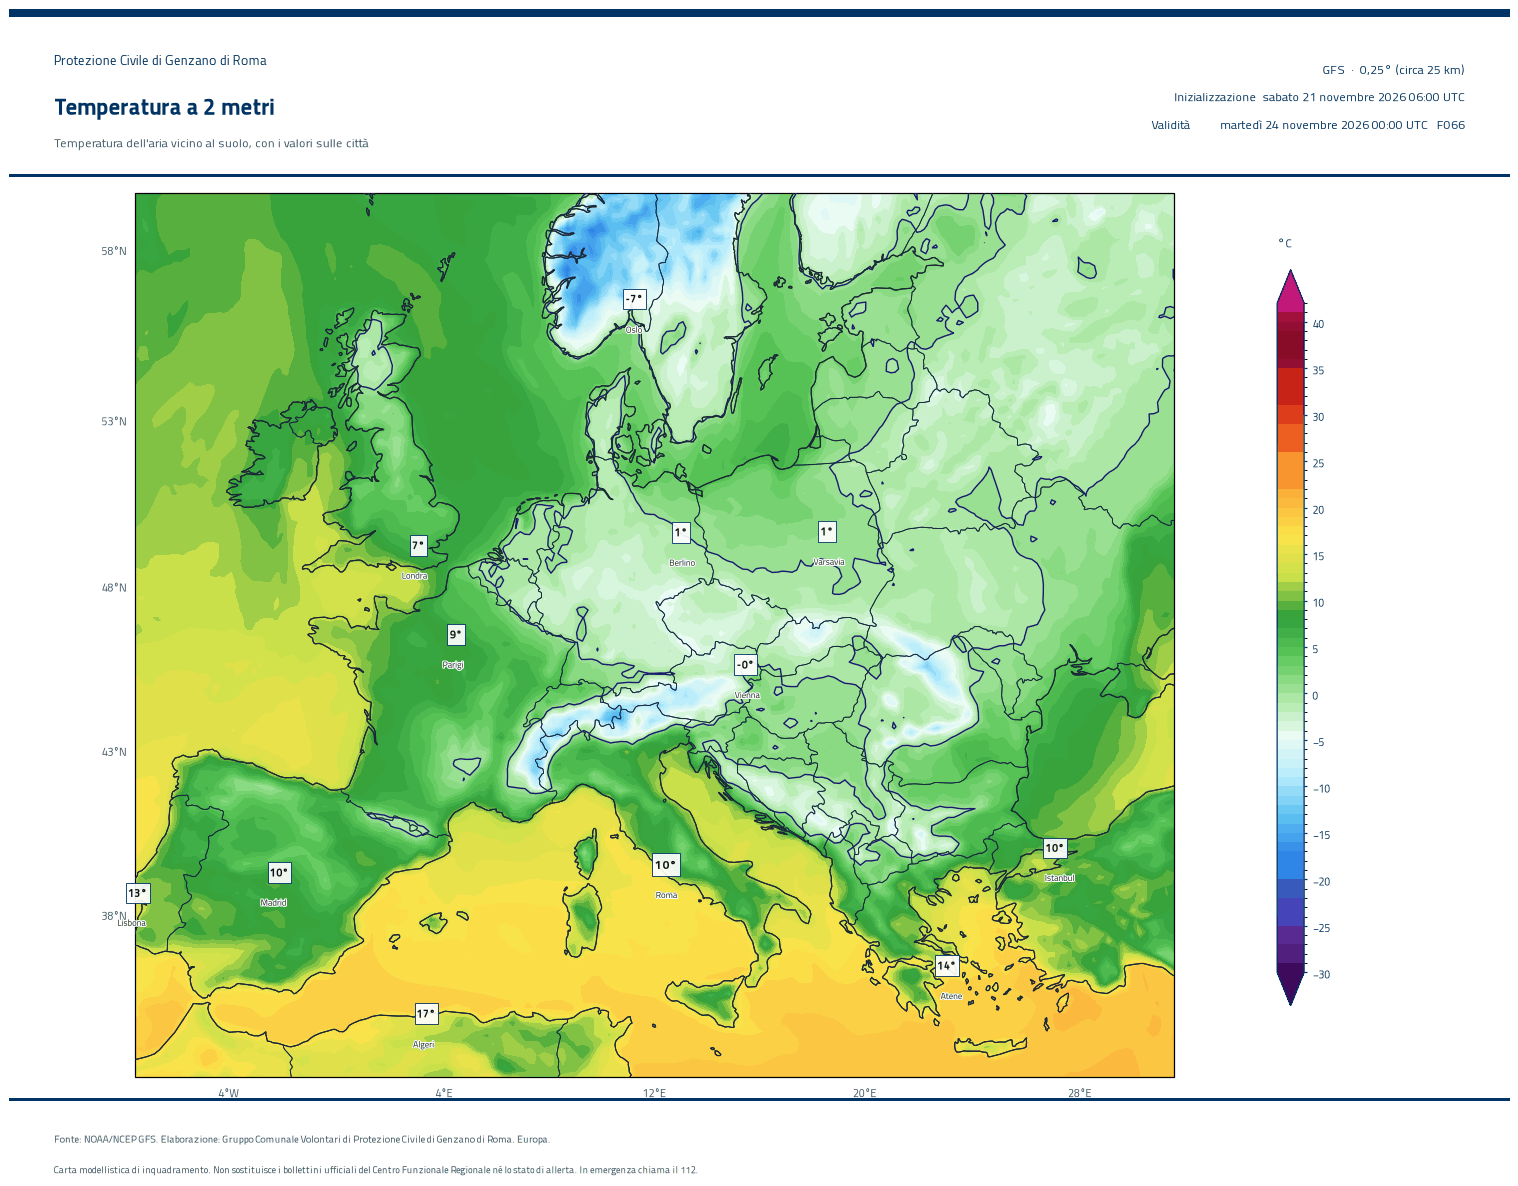 Protezione Civile di Genzano di Roma
Temperatura a 2 metri
Temperatura dell'aria vicino al suolo, con i valori sulle città
GFS · 0,25° (circa 25 km)
Inizializzazione sabato 21 novembre 2026 06:00 UTC
Validità martedì 24 novembre 2026 00:00 UTC F066
58°N
53°N
48°N
43°N
38°N
4°W
4°E
12°E
20°E
28°E
-7°
Oslo
7°
Londra
1°
Berlino
1°
Varsavia
9°
Parigi
-0°
Vienna
10°
Madrid
13°
Lisbona
10°
Roma
10°
Istanbul
14°
Atene
17°
Algeri
°C
40
35
30
25
20
15
10
5
0
−5
−10
−15
−20
−25
−30
Fonte: NOAA/NCEP GFS. Elaborazione: Gruppo Comunale Volontari di Protezione Civile di Genzano di Roma. Europa.
Carta modellistica di inquadramento. Non sostituisce i bollettini ufficiali del Centro Funzionale Regionale né lo stato di allerta. In emergenza chiama il 112.